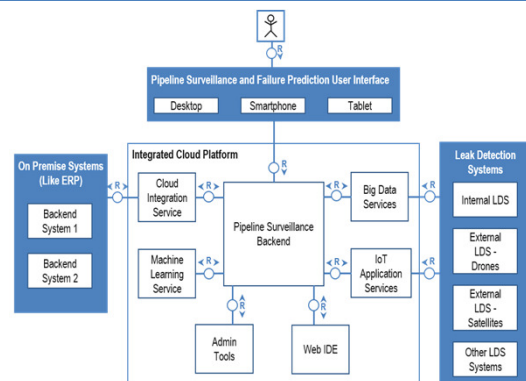 R
Pipeline Surveillance and Failure Prediction User Interface
Desktop
Smartphone
Tablet
R
Integrated Cloud Platform
On Premise Systems
(Like ERP)
Backend
System 1
Backend
System 2
R
Cloud
Integration
Service
R
Machine
Learning
Service
R
Pipeline Surveillance
Backend
R
Big Data
Services
R
R
IoT
Application
Services
R
R
Admin
Tools
R
Web IDE
Leak Detection
Systems
Internal LDS
External
LDS -
Drones
External
LDS -
Satellites
Other LDS
Systems